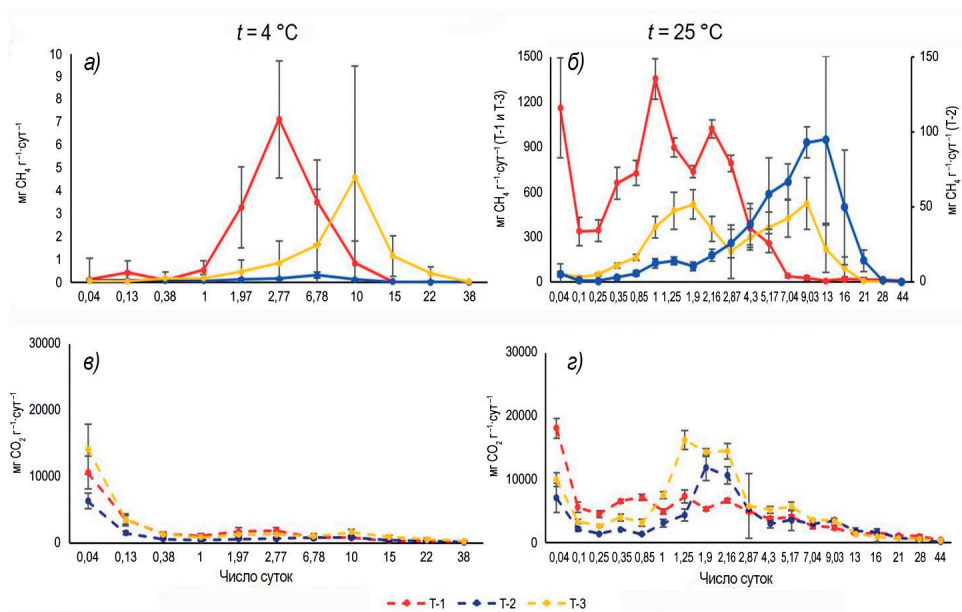 t = 4 °C
t = 25 °C
а)
мг CH₄ г⁻¹·сут⁻¹
10
9
8
7
6
5
4
3
2
1
0
0,04 0,13 0,38 1 1,97 2,77 6,78 10 15 22 38
б)
мг CH₄ г⁻¹·сут⁻¹ (Т-1 и Т-3)
1500
1200
900
600
300
0
150
100
50
0
мг CH₄ г⁻¹·сут⁻¹ (Т-2)
0,04 0,1 0,25 0,35 0,85 1 1,25 1,9 2,16 2,87 4,3 5,17 7,04 9,03 13 16 21 28 44
в)
мг CO₂ г⁻¹·сут⁻¹
30000
20000
10000
0
0,04 0,13 0,38 1 1,97 2,77 6,78 10 15 22 38
Число суток
г)
мг CO₂ г⁻¹·сут⁻¹
30000
20000
10000
0
0,04 0,1 0,25 0,35 0,85 1 1,25 1,9 2,16 2,87 4,3 5,17 7,04 9,03 13 16 21 28 44
Число суток
Т-1 Т-2 Т-3